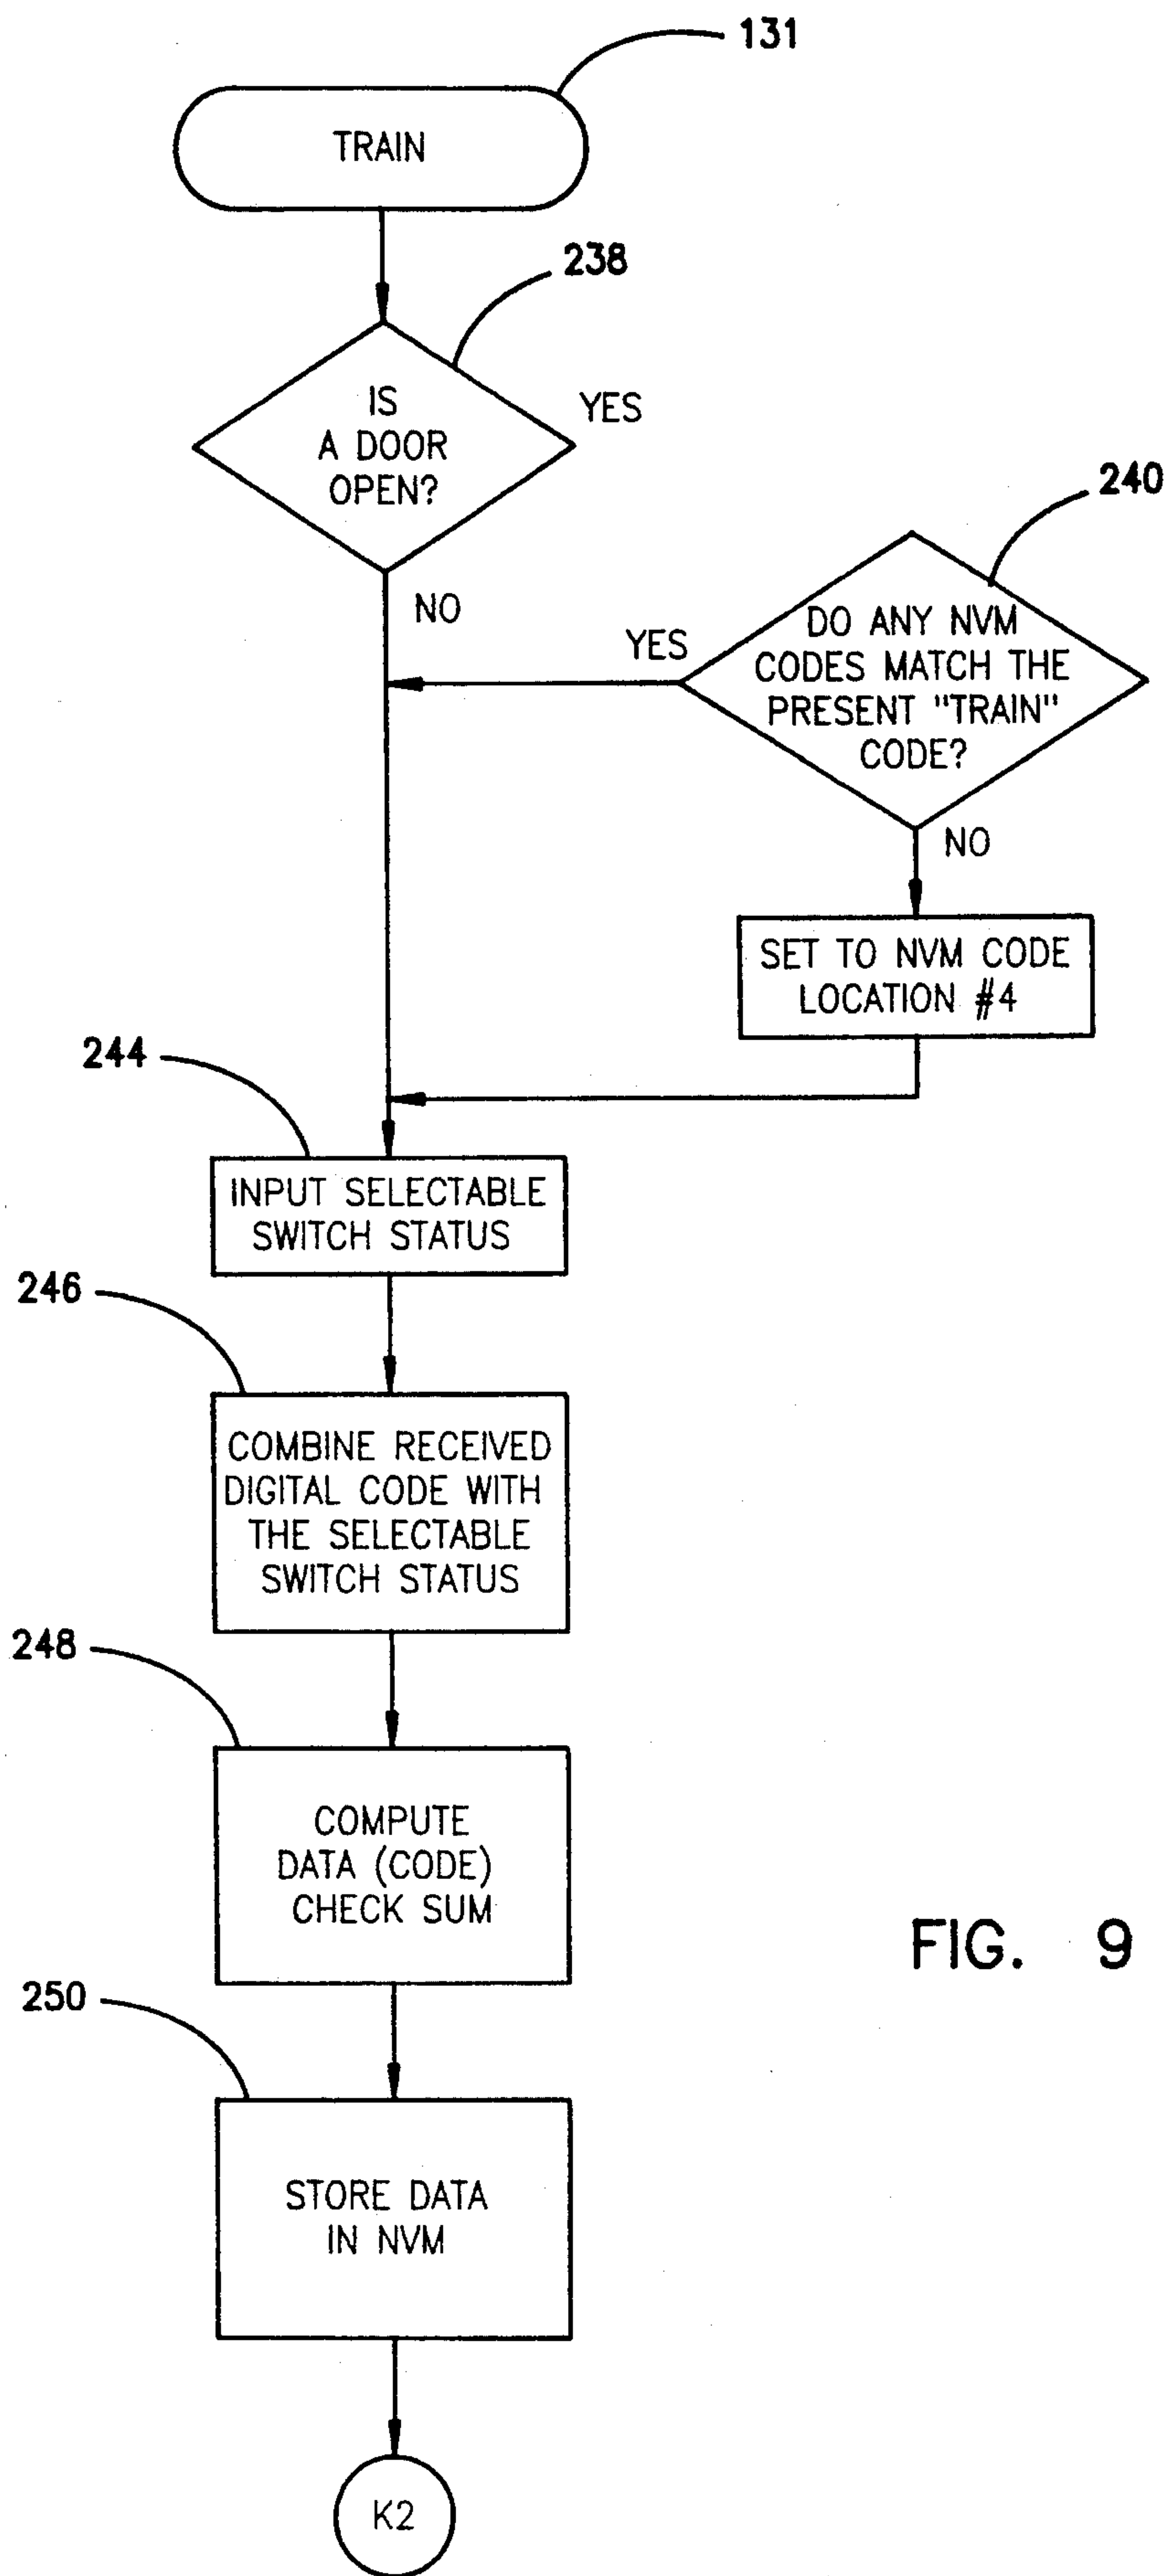 131
TRAIN
238
IS
A DOOR
OPEN?
YES
NO
240
DO ANY NVM
CODES MATCH THE
PRESENT "TRAIN"
CODE?
YES
NO
SET TO NVM CODE
LOCATION #4
244
INPUT SELECTABLE
SWITCH STATUS
246
COMBINE RECEIVED
DIGITAL CODE WITH
THE SELECTABLE
SWITCH STATUS
248
COMPUTE
DATA (CODE)
CHECK SUM
250
STORE DATA
IN NVM
K2
FIG. 9